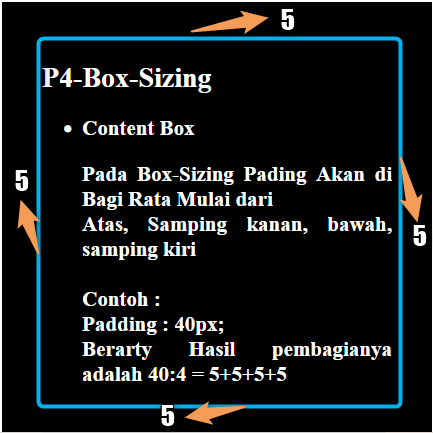 5
P4-Box-Sizing
Content Box
Pada Box-Sizing Pading Akan di
Bagi Rata Mulai dari
Atas, Samping kanan, bawah,
samping kiri
5
5
Contoh :
Padding : 40px;
Berarty Hasil pembagianya
adalah 40:4 = 5+5+5+5
5